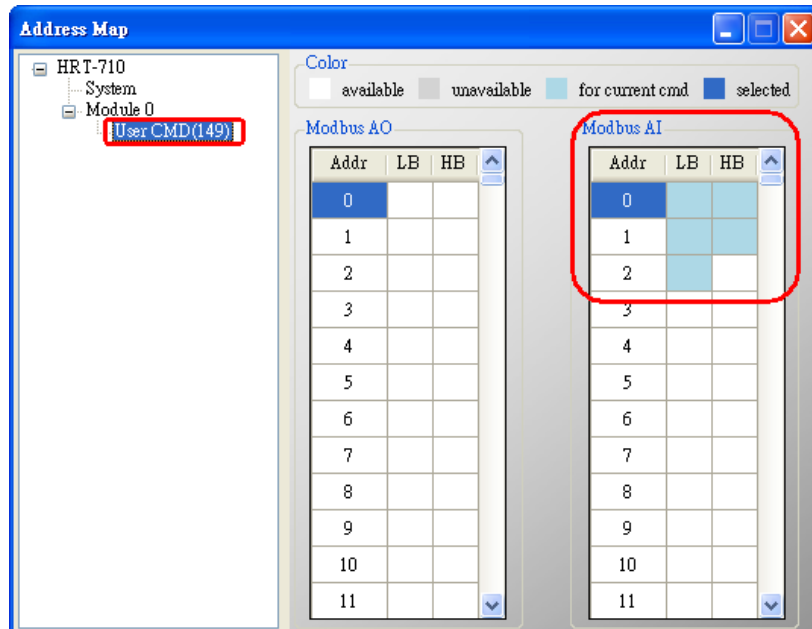 Address Map
HRT-710
System
Module 0
User CMD(149)
Color
available unavailable for current cmd selected
Modbus AO
Addr LB HB
0
1
2
3
4
5
6
7
8
9
10
11
Modbus AI
Addr LB HB
0
1
2
3
4
5
6
7
8
9
10
11